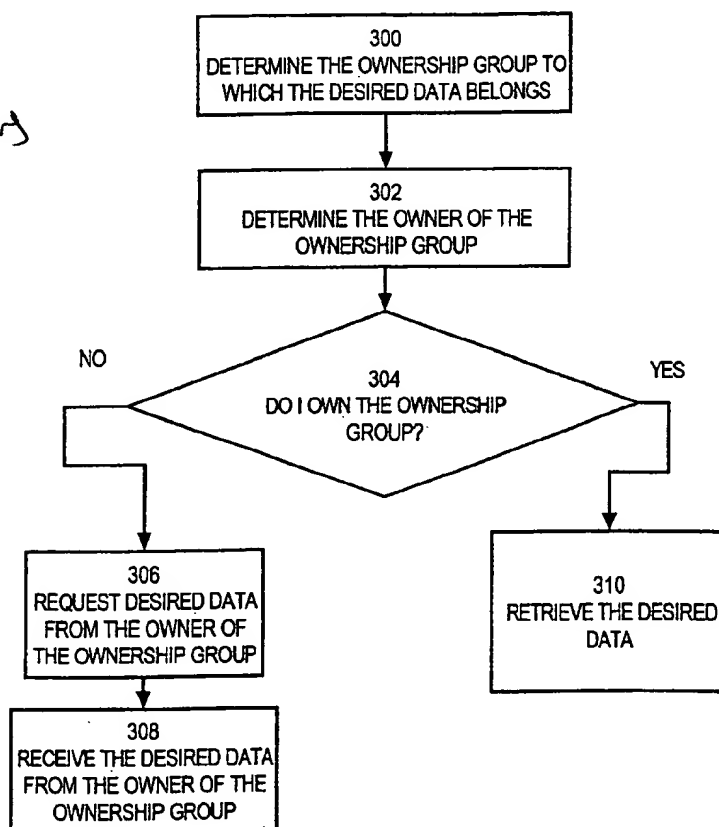 300
DETERMINE THE OWNERSHIP GROUP TO
WHICH THE DESIRED DATA BELONGS
302
DETERMINE THE OWNER OF THE
OWNERSHIP GROUP
304
DO I OWN THE OWNERSHIP
GROUP?
NO
YES
306
REQUEST DESIRED DATA
FROM THE OWNER OF
THE OWNERSHIP GROUP
308
RECEIVE THE DESIRED DATA
FROM THE OWNER OF THE
OWNERSHIP GROUP
310
RETRIEVE THE DESIRED
DATA